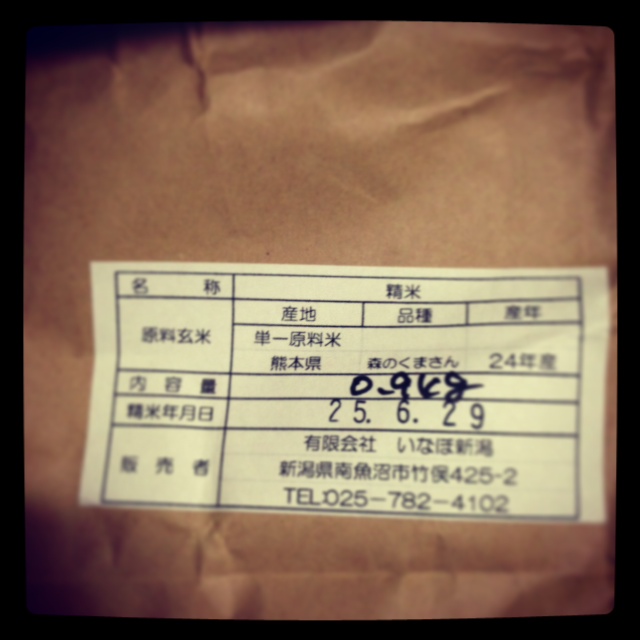 名称 精米
産地 品種 産年
原料玄米 単一原料米
熊本県 森のくまさん 24年産
内容量 0.9kg
精米年月日 25. 6. 29
有限会社 いなほ新潟
販売者 新潟県南魚沼市竹俣425-2
TEL:025-782-4102